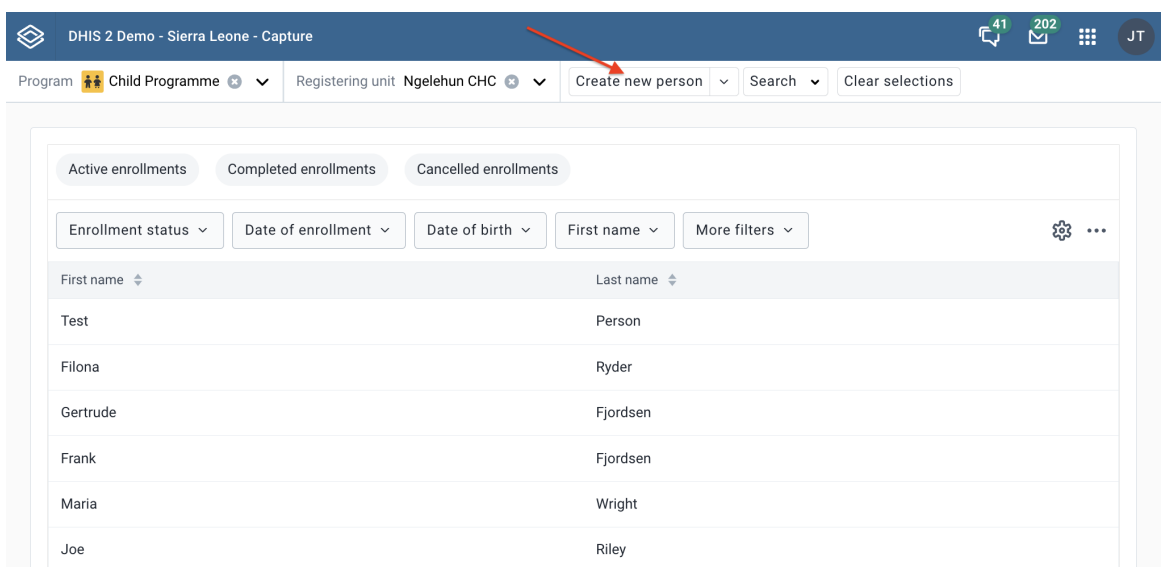 41 202
DHIS 2 Demo - Sierra Leone - Capture JT
Program Child Programme Registering unit Ngelehun CHC Create new person Search Clear selections
Active enrollments Completed enrollments Cancelled enrollments
Enrollment status Date of enrollment Date of birth First name More filters
First name Last name
Test Person
Filona Ryder
Gertrude Fjordsen
Frank Fjordsen
Maria Wright
Joe Riley